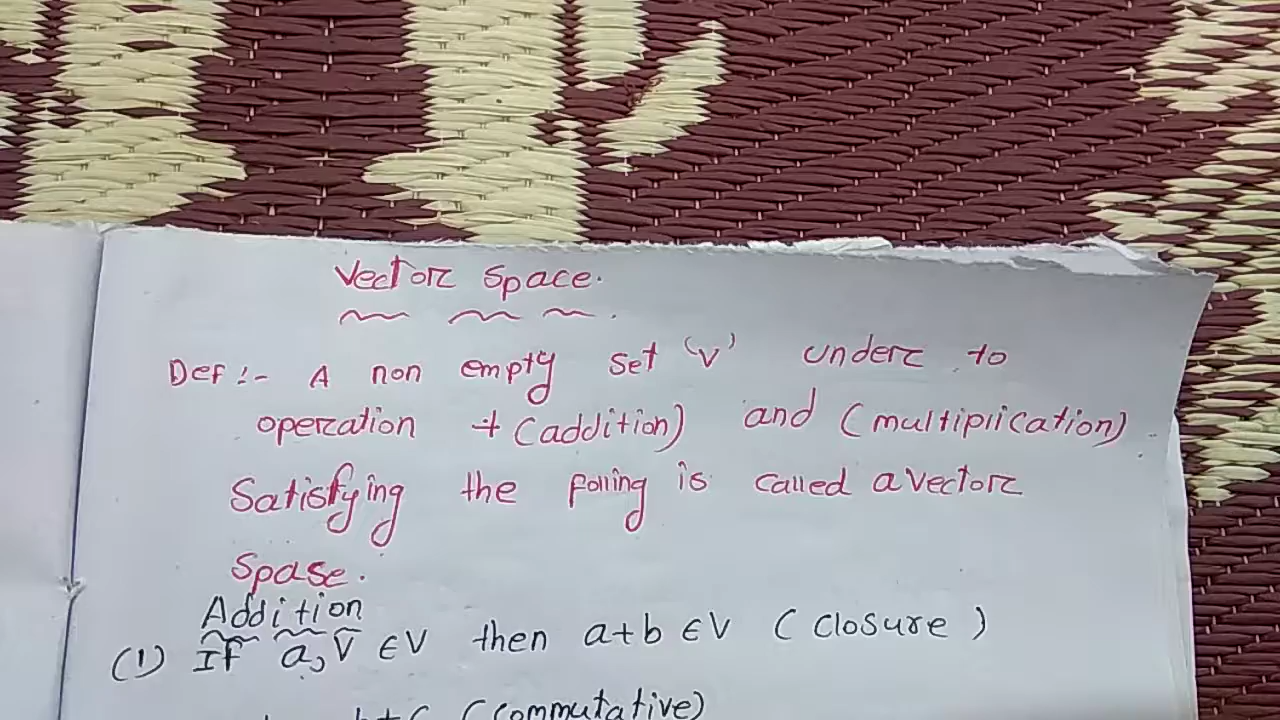 Vector space.
Def :- A non empty set 'V' under to
operation + (addition) and (multiplication)
Satisfying the folling is called a vector
Spase.
Addition
(1) If a, V ∈ V then a+b ∈ V (closure)
b+c (commutative)